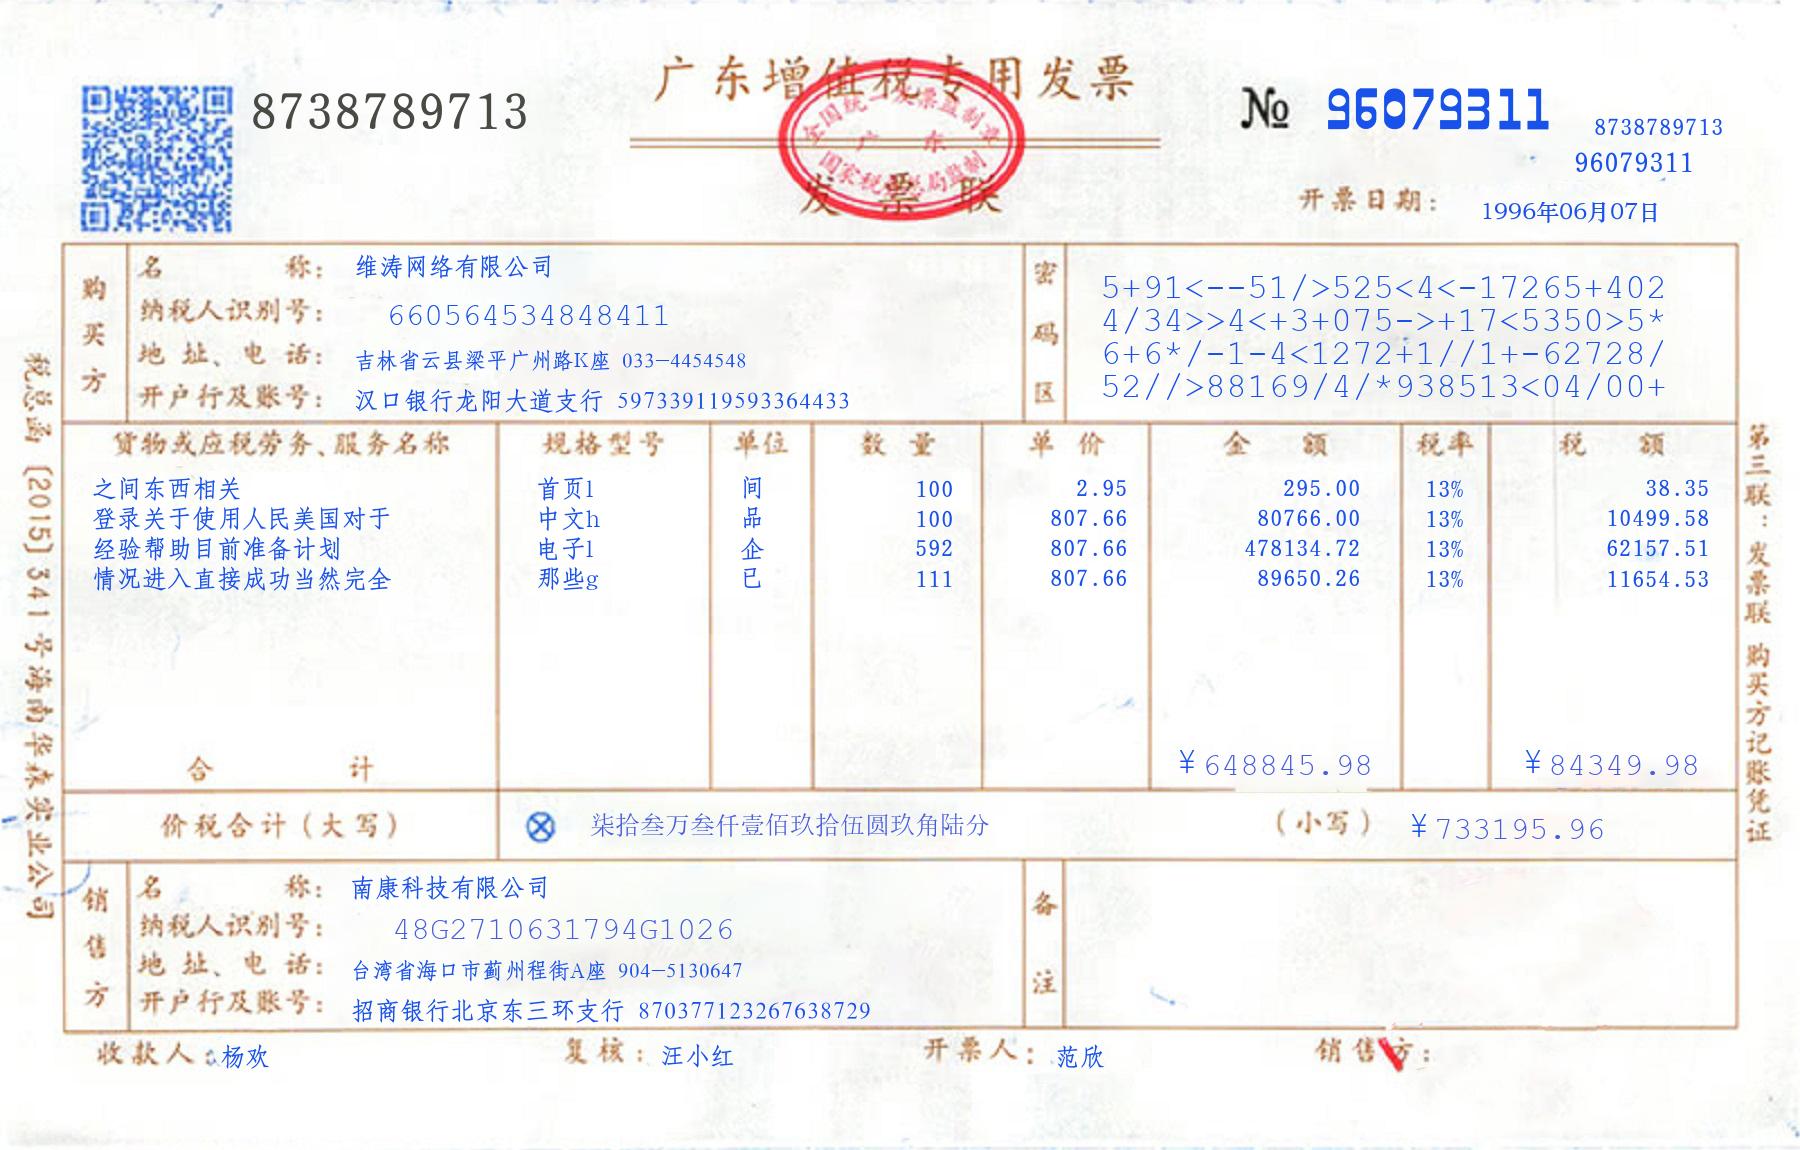 广东增值税专用发票
发票联
全国统一发票监制章
广东
国家税务总局监制
8738789713
№ 96079311
8738789713
96079311
开票日期: 1996年06月07日
购买方
名称: 维涛网络有限公司
纳税人识别号: 660564534848411
地址、电话: 吉林省云县梁平广州路K座 033-4454548
开户行及账号: 汉口银行龙阳大道支行 597339119593364433
密码区
5+91<--51/>525<4<-17265+402
4/34>>4<+3+075->+17<5350>5*
6+6*/-1-4<1272+1//1+-62728/
52//>88169/4/*938513<04/00+
货物或应税劳务、服务名称 规格型号 单位 数量 单价 金额 税率 税额
之间东西相关 首页l 间 100 2.95 295.00 13% 38.35
登录关于使用人民美国对于 中文h 品 100 807.66 80766.00 13% 10499.58
经验帮助目前准备计划 电子l 企 592 807.66 478134.72 13% 62157.51
情况进入直接成功当然完全 那些g 已 111 807.66 89650.26 13% 11654.53
合计 ¥648845.98 ¥84349.98
价税合计(大写) 柒拾叁万叁仟壹佰玖拾伍圆玖角陆分 (小写) ¥733195.96
销售方
名称: 南康科技有限公司
纳税人识别号: 48G2710631794G1026
地址、电话: 台湾省海口市蓟州程街A座 904-5130647
开户行及账号: 招商银行北京东三环支行 870377123267638729
备注
收款人: 杨欢 复核: 汪小红 开票人: 范欣 销售方:
税总函〔2015〕341号海南华森实业公司
第三联:发票联 购买方记账凭证